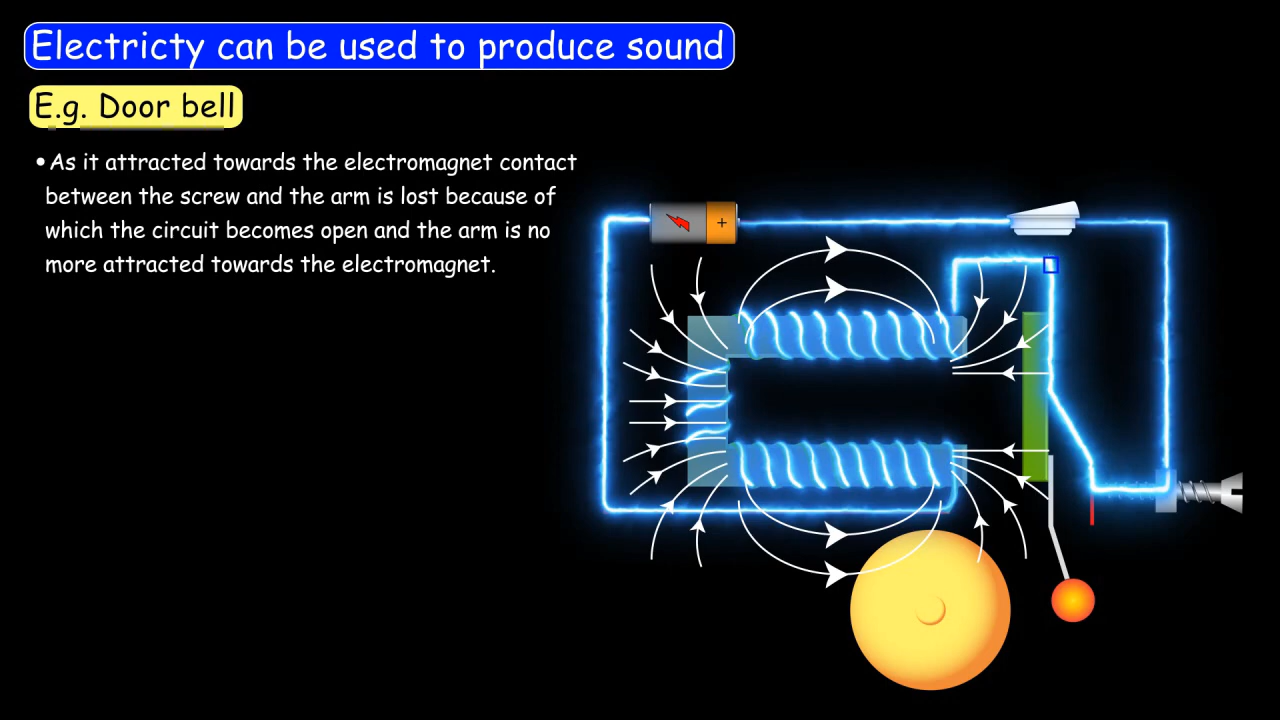 Electricty can be used to produce sound
E.g. Door bell
• As it attracted towards the electromagnet contact
between the screw and the arm is lost because of
which the circuit becomes open and the arm is no
more attracted towards the electromagnet.
+